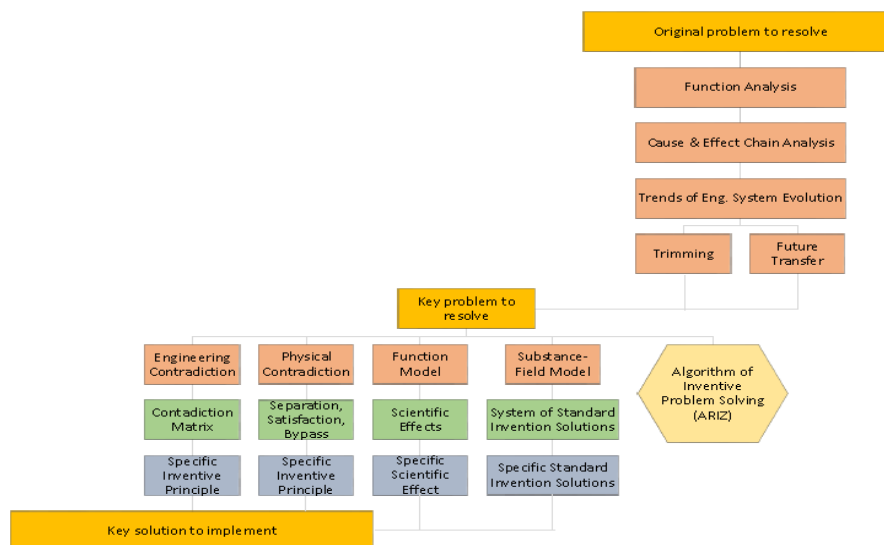 Original problem to resolve
Function Analysis
Cause & Effect Chain Analysis
Trends of Eng. System Evolution
Trimming
Future
Transfer
Key problem to
resolve
Engineering
Contradiction
Physical
Contradiction
Function
Model
Substance-
Field Model
Algorithm of
Inventive
Problem Solving
(ARIZ)
Contadiction
Matrix
Separation,
Satisfaction,
Bypass
Scientific
Effects
System of Standard
Invention Solutions
Specific
Inventive
Principle
Specific
Inventive
Principle
Specific
Scientific
Effect
Specific Standard
Invention Solutions
Key solution to implement